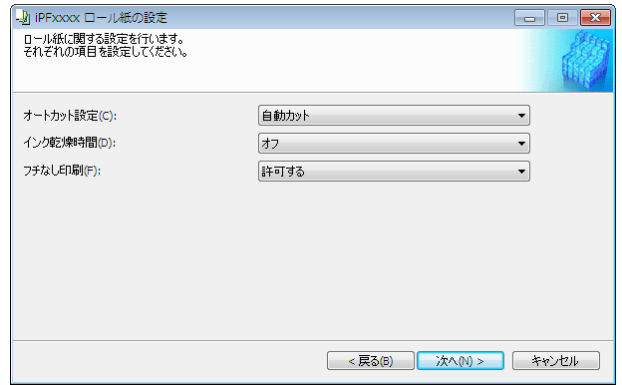 iPFxxxx ロール紙の設定
ロール紙に関する設定を行います。
それぞれの項目を設定してください。
オートカット設定(C): 自動カット
インク乾燥時間(D): オフ
フチなし印刷(F): 許可する
< 戻る(B) 次へ(N) > キャンセル